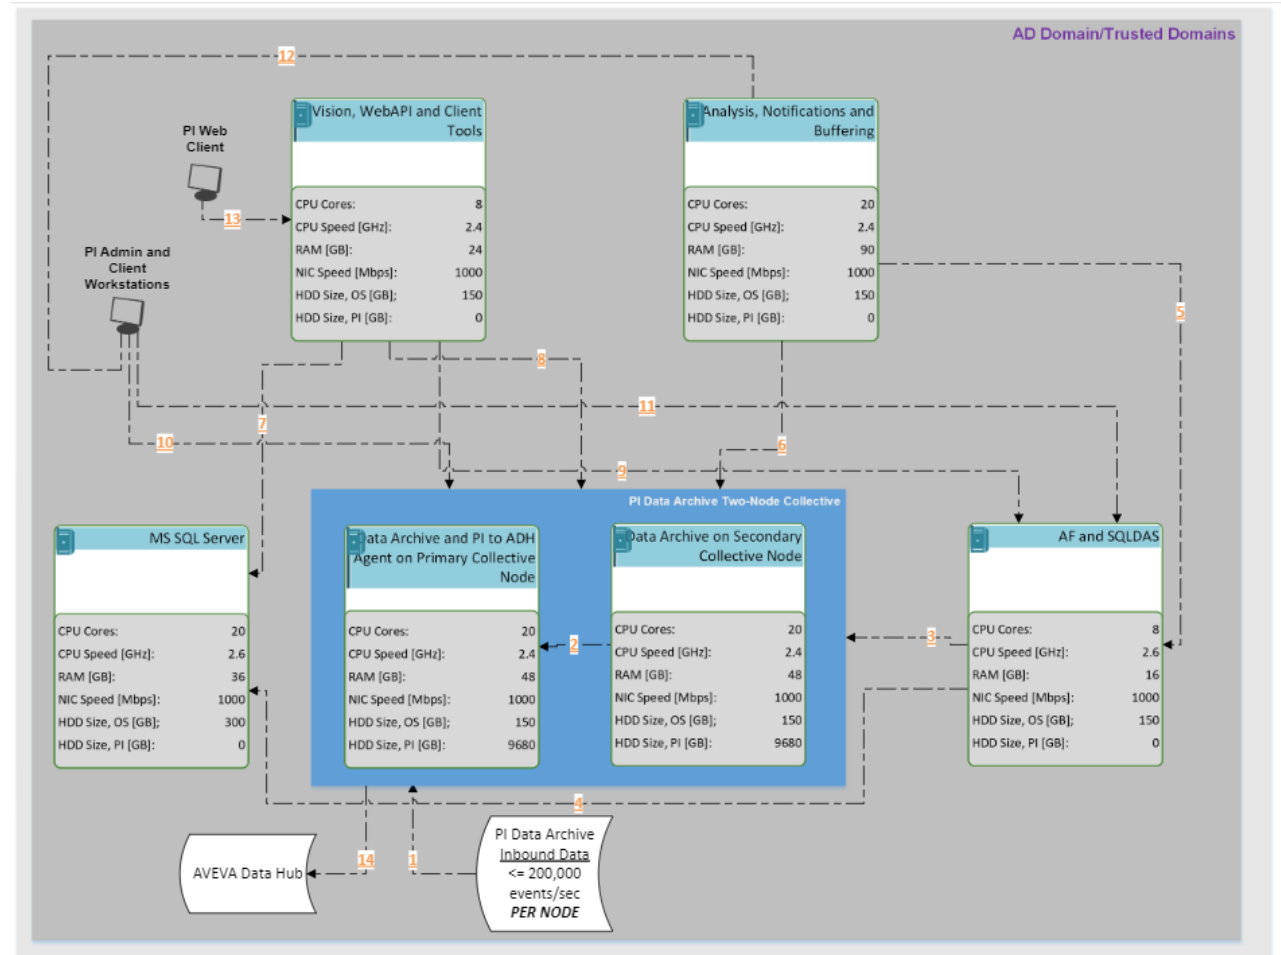 AD Domain/Trusted Domains
12
Vision, WebAPI and Client
Tools
CPU Cores: 8
CPU Speed [GHz]: 2.4
RAM [GB]: 24
NIC Speed [Mbps]: 1000
HDD Size, OS [GB]; 150
HDD Size, PI [GB]: 0
Analysis, Notifications and
Buffering
CPU Cores: 20
CPU Speed [GHz]: 2.4
RAM [GB]: 90
NIC Speed [Mbps]: 1000
HDD Size, OS [GB]; 150
HDD Size, PI [GB]: 0
PI Web
Client
13
PI Admin and
Client
Workstations
5
8
11
7
10
6
9
PI Data Archive Two-Node Collective
MS SQL Server
CPU Cores: 20
CPU Speed [GHz]: 2.6
RAM [GB]: 36
NIC Speed [Mbps]: 1000
HDD Size, OS [GB]; 300
HDD Size, PI [GB]: 0
ata Archive and PI to ADH
Agent on Primary Collective
Node
CPU Cores: 20
CPU Speed [GHz]: 2.4
RAM [GB]: 48
NIC Speed [Mbps]: 1000
HDD Size, OS [GB]; 150
HDD Size, PI [GB]: 9680
2
Data Archive on Secondary
Collective Node
CPU Cores: 20
CPU Speed [GHz]: 2.4
RAM [GB]: 48
NIC Speed [Mbps]: 1000
HDD Size, OS [GB]: 150
HDD Size, PI [GB]: 9680
3
AF and SQLDAS
CPU Cores: 8
CPU Speed [GHz]: 2.6
RAM [GB]: 16
NIC Speed [Mbps]: 1000
HDD Size, OS [GB]; 150
HDD Size, PI [GB]: 0
4
AVEVA Data Hub
14
1
PI Data Archive
Inbound Data
<= 200,000
events/sec
PER NODE